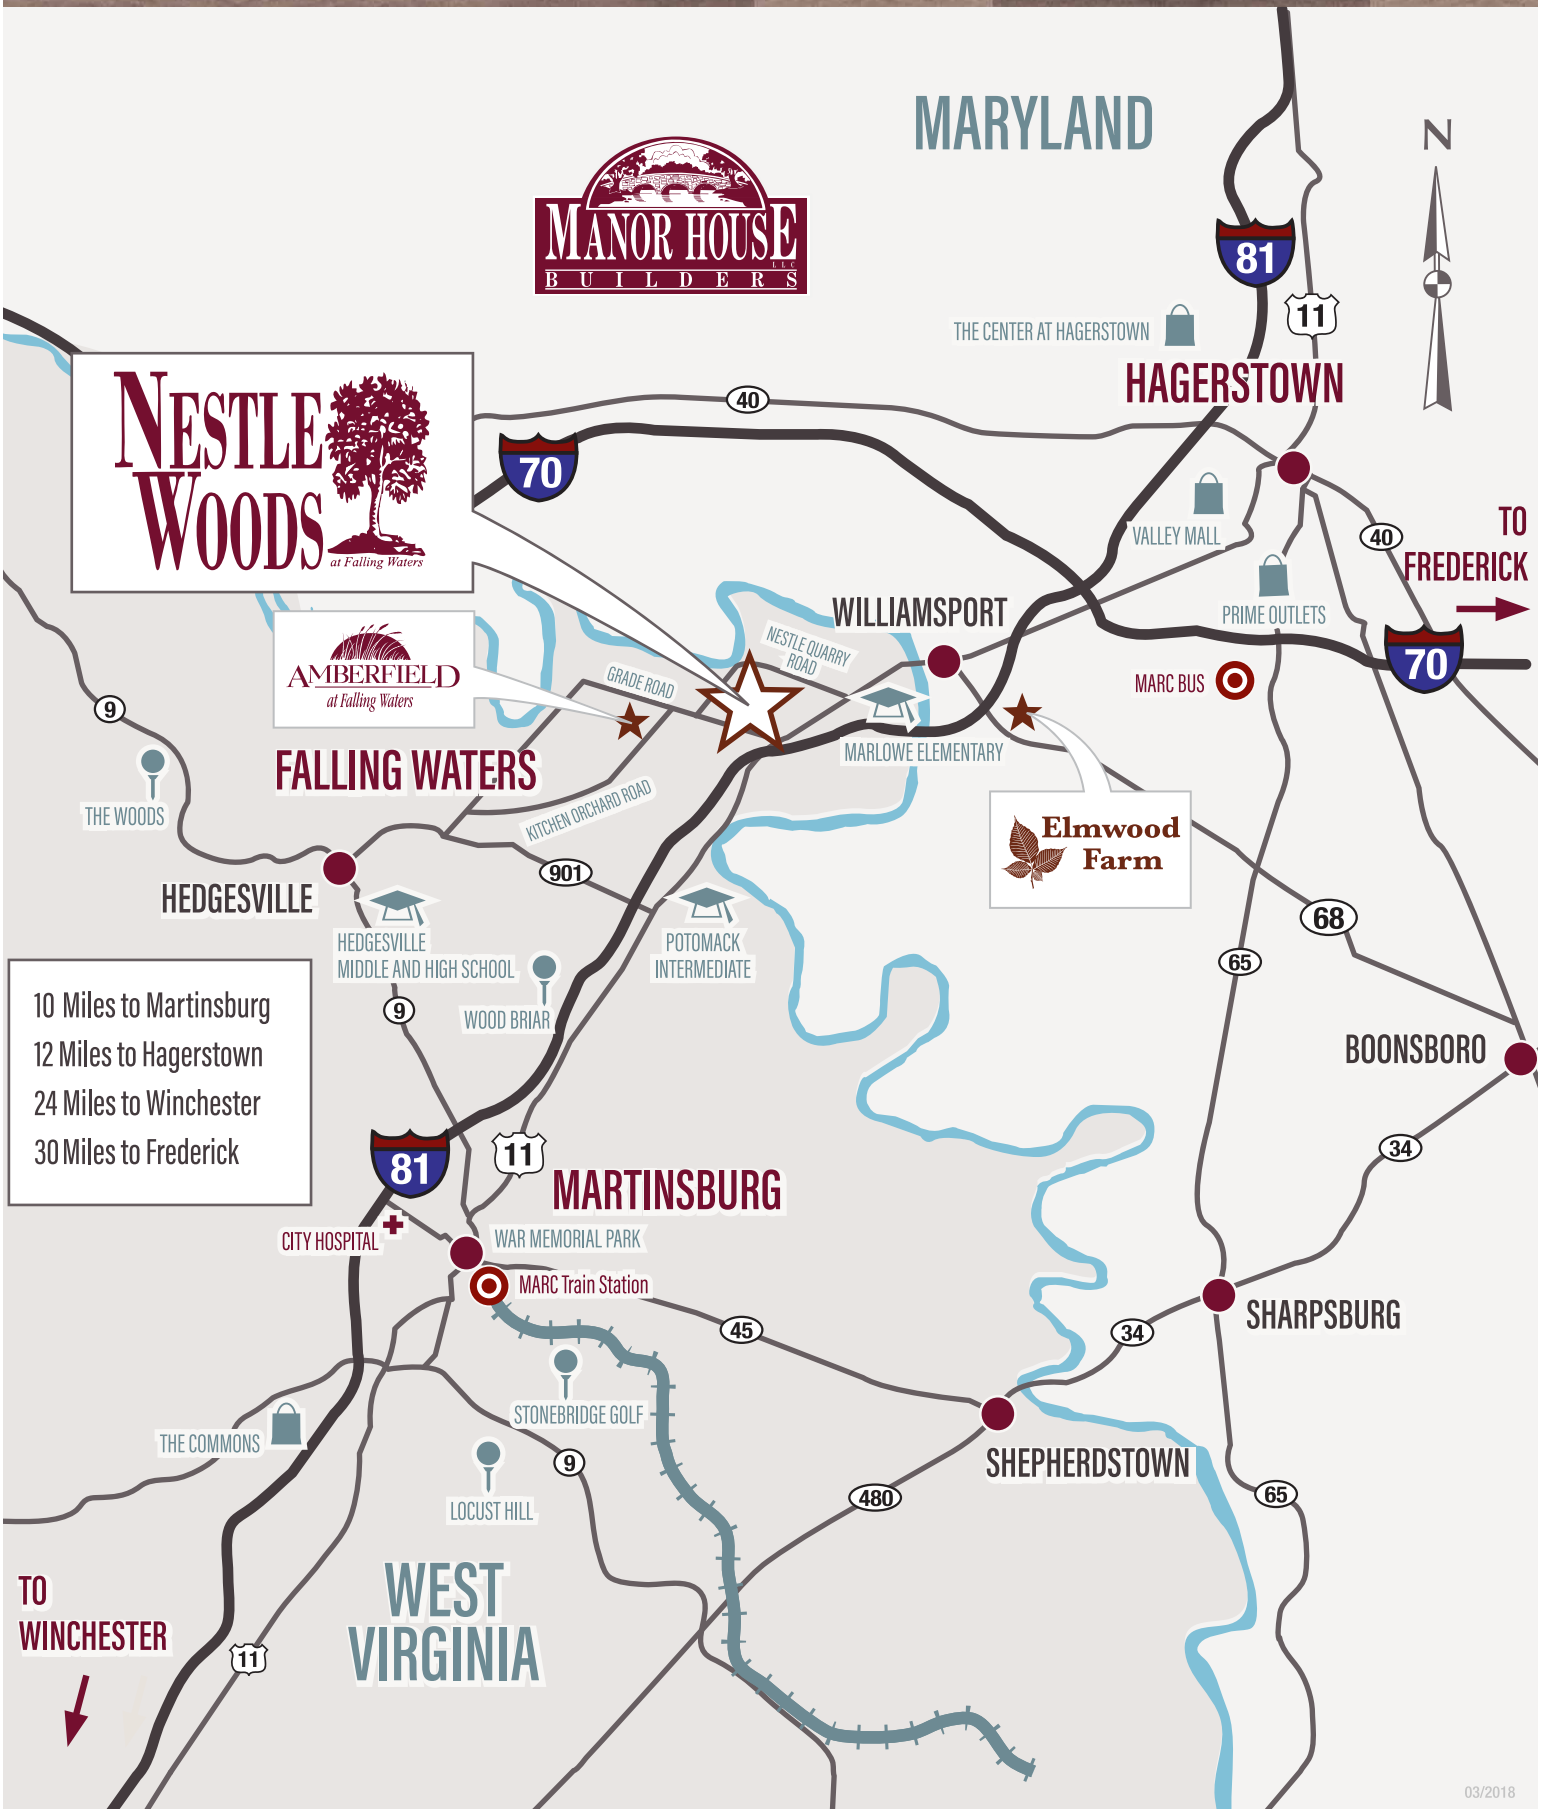 MARYLAND
N
MANOR HOUSE
LLC
BUILDERS
81
11
THE CENTER AT HAGERSTOWN
HAGERSTOWN
40
NESTLE
WOODS
at Falling Waters
70
VALLEY MALL
40
TO
FREDERICK
PRIME OUTLETS
WILLIAMSPORT
NESTLE QUARRY
ROAD
GRADE ROAD
AMBERFIELD
at Falling Waters
70
MARC BUS
9
FALLING WATERS
MARLOWE ELEMENTARY
THE WOODS
KITCHEN ORCHARD ROAD
Elmwood
Farm
901
HEDGESVILLE
68
HEDGESVILLE
MIDDLE AND HIGH SCHOOL
POTOMACK
INTERMEDIATE
65
9
WOOD BRIAR
10 Miles to Martinsburg
12 Miles to Hagerstown
24 Miles to Winchester
30 Miles to Frederick
BOONSBORO
34
81
11
MARTINSBURG
CITY HOSPITAL
WAR MEMORIAL PARK
MARC Train Station
45
34
SHARPSBURG
STONEBRIDGE GOLF
THE COMMONS
9
SHEPHERDSTOWN
480
65
LOCUST HILL
WEST
VIRGINIA
TO
WINCHESTER
11
03/2018